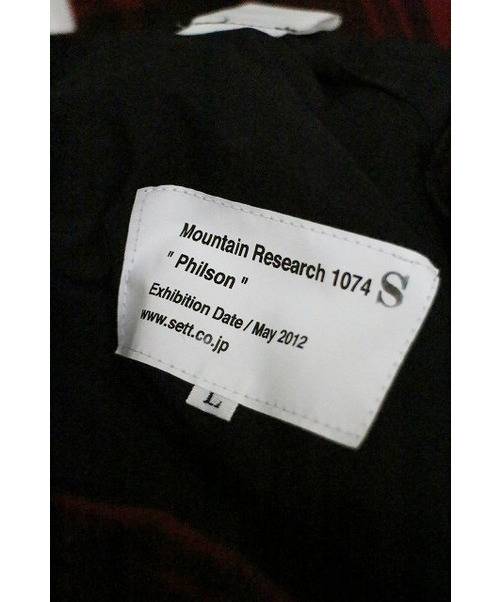 Mountain Research 1074 S
" Philson "
Exhibition Date / May 2012
www.sett.co.jp
L